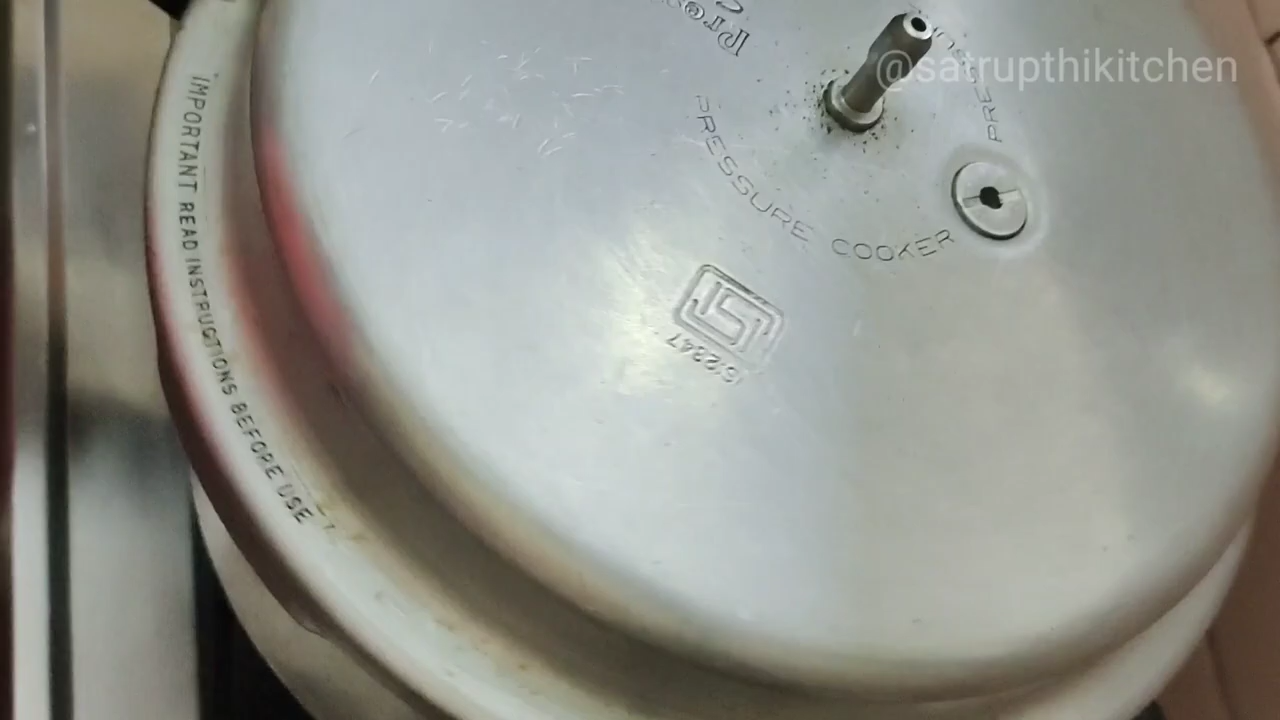 @satrupthikitchen
PRESSURE COOKER
IS:2347
IMPORTANT READ INSTRUCTIONS BEFORE USE